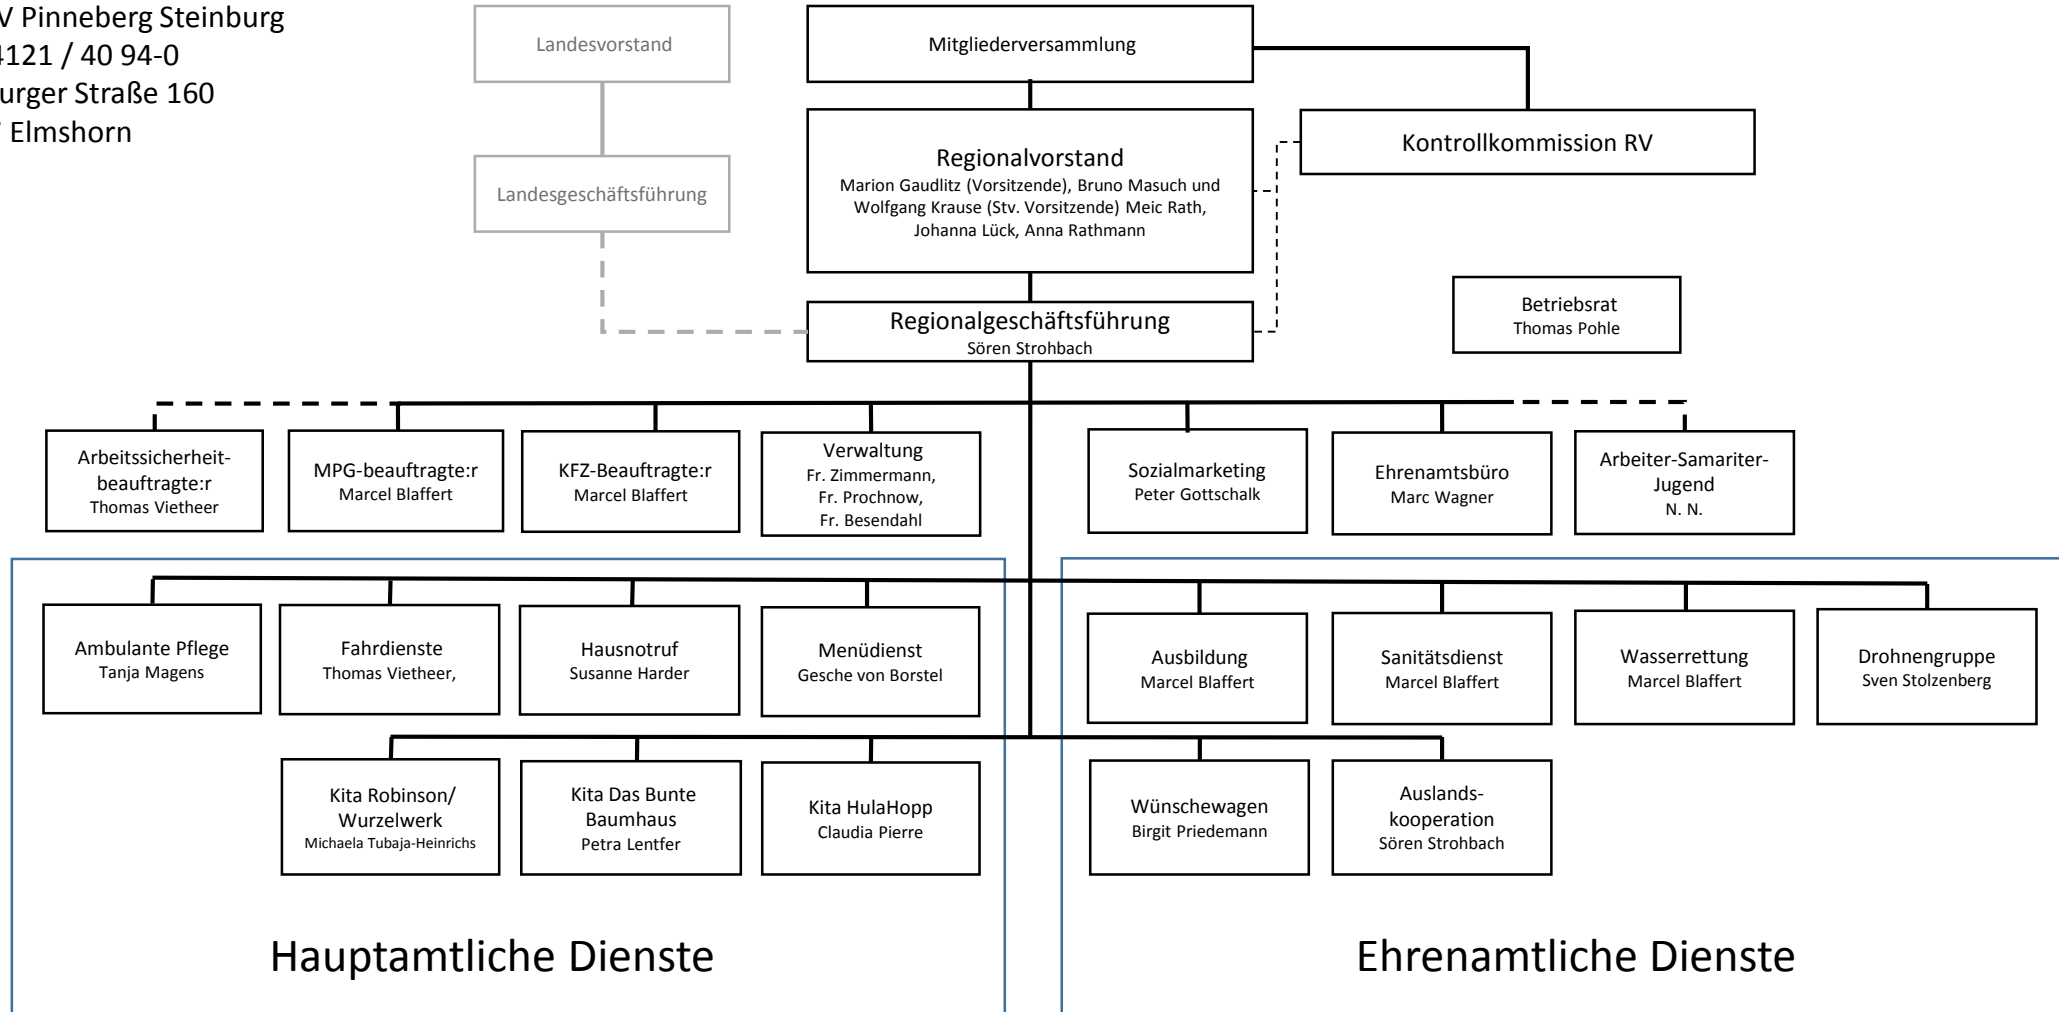 V Pinneberg Steinburg
4121 / 40 94-0
urger Straße 160
Elmshorn
Landesvorstand
Mitgliederversammlung
Kontrollkommission RV
Regionalvorstand
Marion Gaudlitz (Vorsitzende), Bruno Masuch und
Wolfgang Krause (Stv. Vorsitzende) Meic Rath,
Johanna Lück, Anna Rathmann
Landesgeschäftsführung
Regionalgeschäftsführung
Sören Strohbach
Betriebsrat
Thomas Pohle
Arbeitssicherheit-
beauftragte:r
Thomas Vietheer
MPG-beauftragte:r
Marcel Blaffert
KFZ-Beauftragte:r
Marcel Blaffert
Verwaltung
Fr. Zimmermann,
Fr. Prochnow,
Fr. Besendahl
Sozialmarketing
Peter Gottschalk
Ehrenamtsbüro
Marc Wagner
Arbeiter-Samariter-
Jugend
N. N.
Ambulante Pflege
Tanja Magens
Fahrdienste
Thomas Vietheer,
Hausnotruf
Susanne Harder
Menüdienst
Gesche von Borstel
Ausbildung
Marcel Blaffert
Sanitätsdienst
Marcel Blaffert
Wasserrettung
Marcel Blaffert
Drohnengruppe
Sven Stolzenberg
Kita Robinson/
Wurzelwerk
Michaela Tubaja-Heinrichs
Kita Das Bunte
Baumhaus
Petra Lentfer
Kita HulaHopp
Claudia Pierre
Wünschewagen
Birgit Priedemann
Auslands-
kooperation
Sören Strohbach
Hauptamtliche Dienste
Ehrenamtliche Dienste